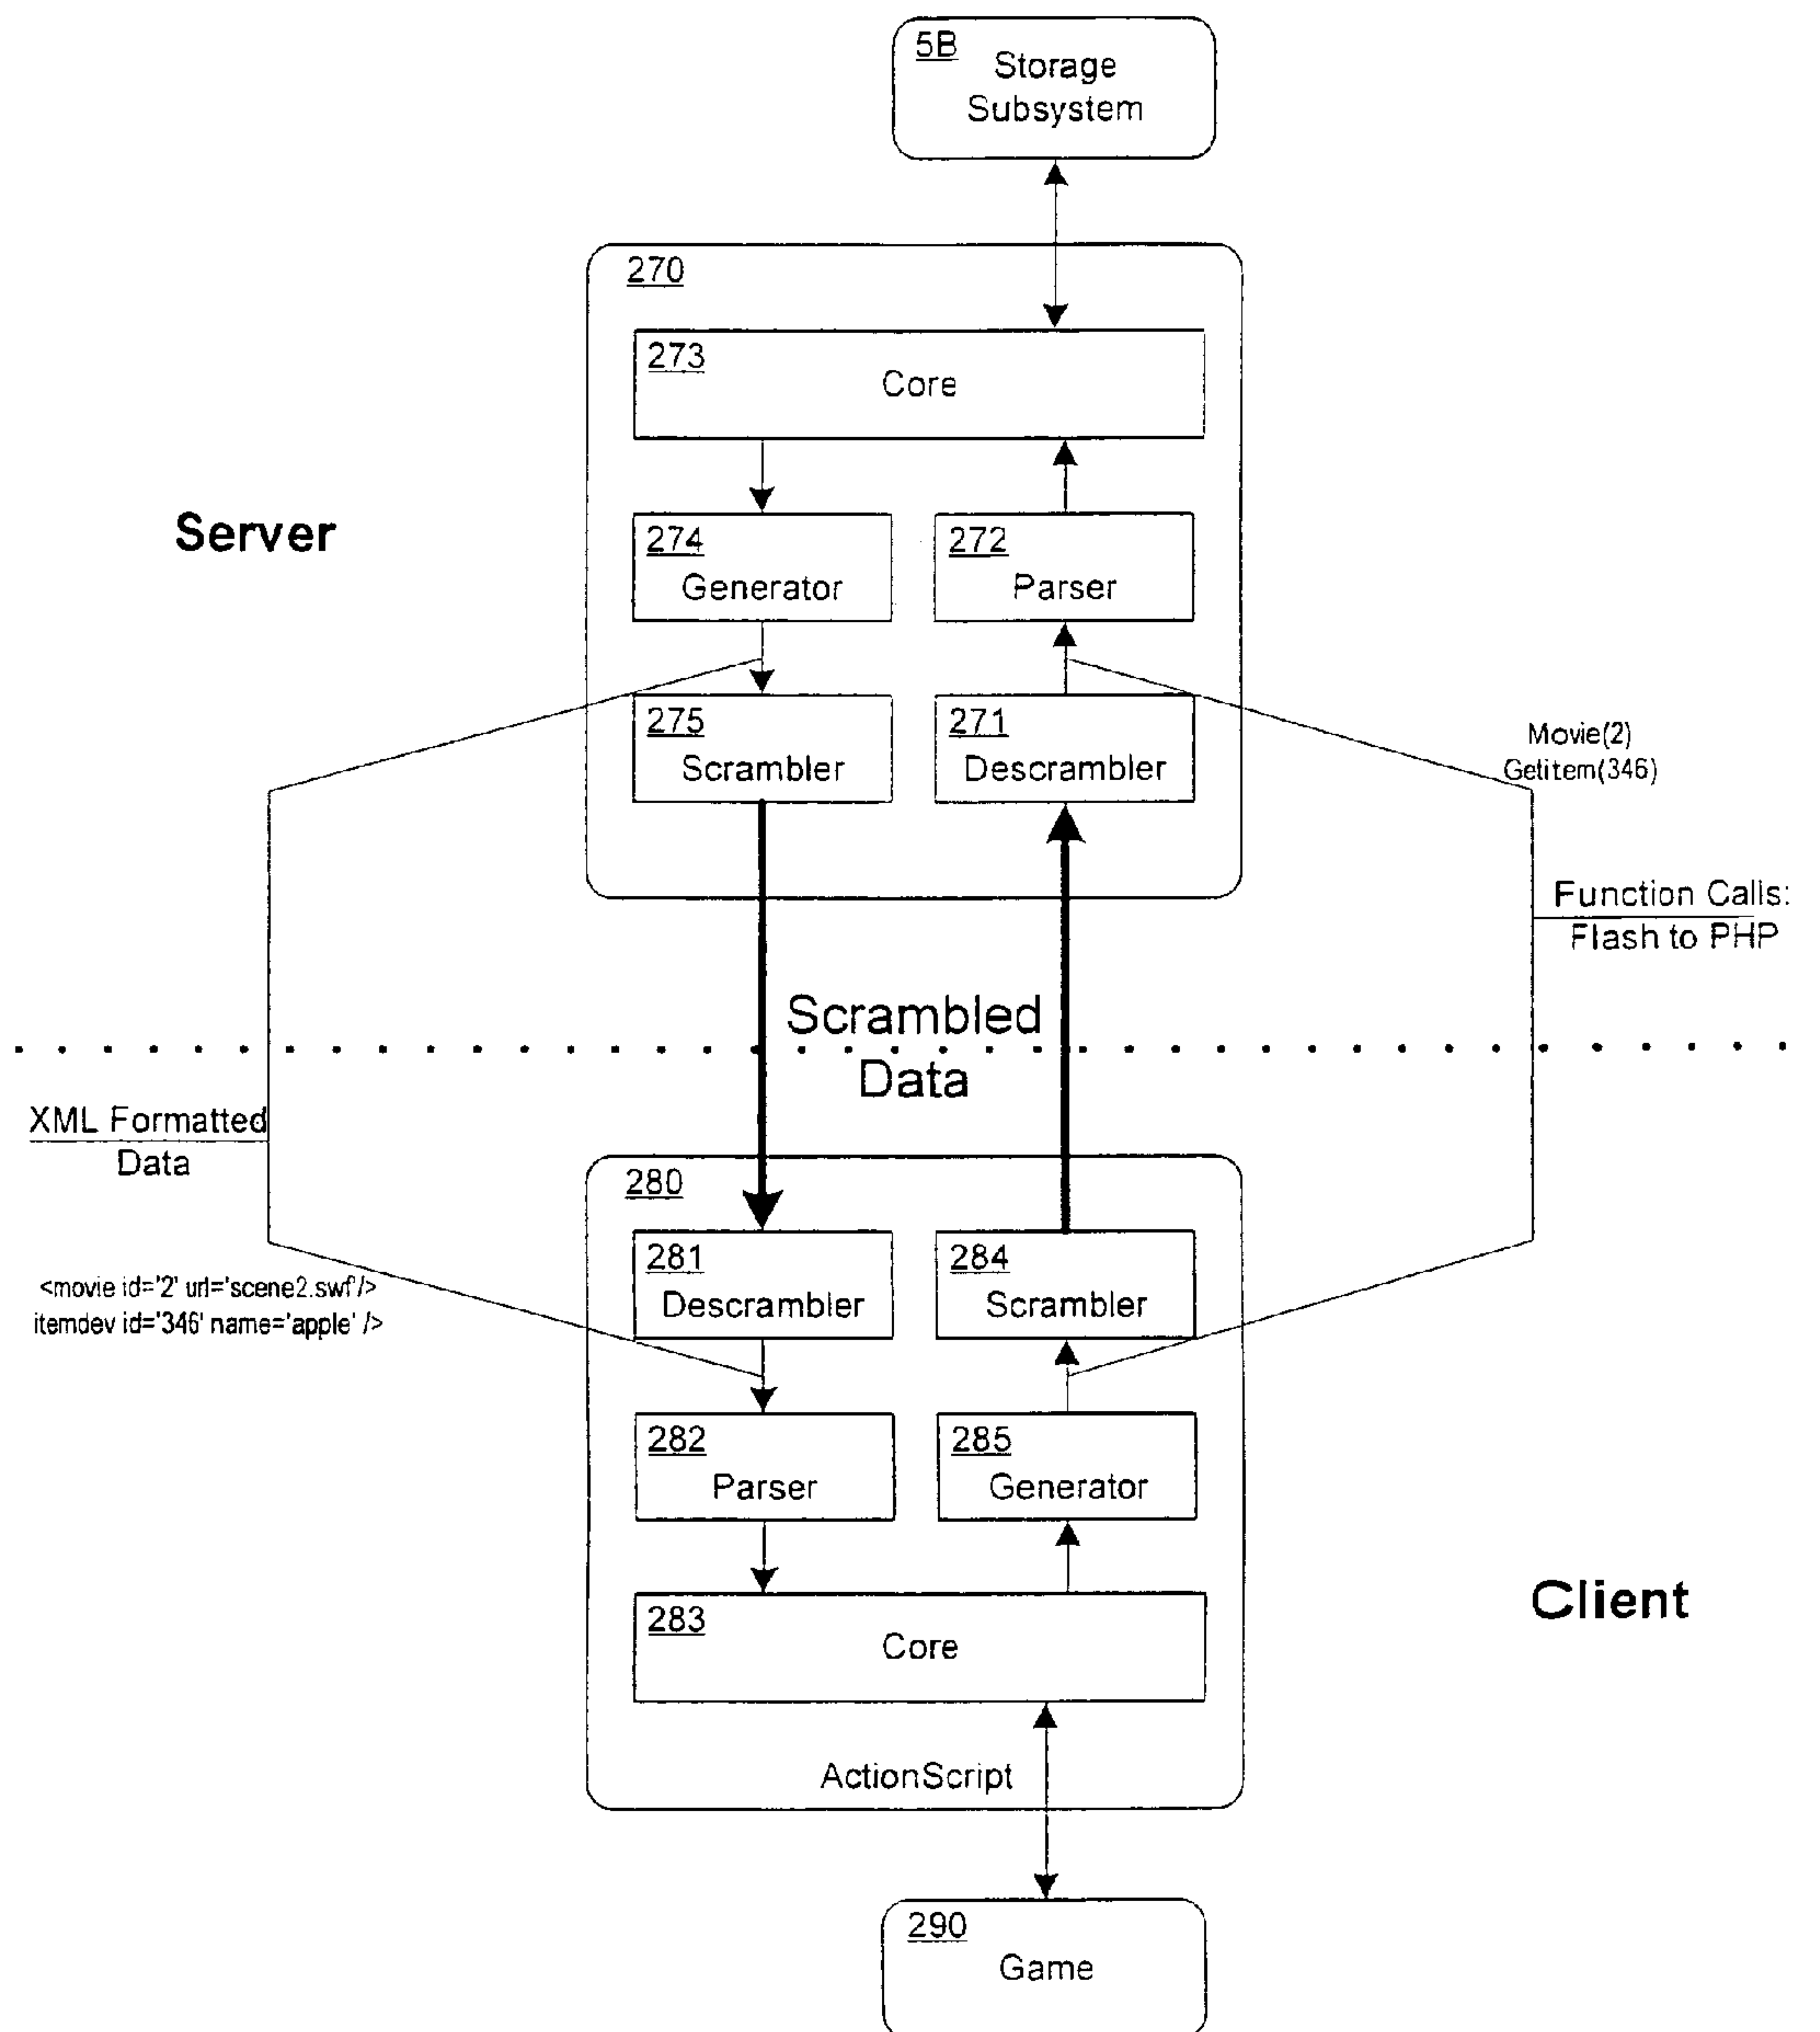 5B
Storage
Subsystem
270
273
Core
Server
274
Generator
272
Parser
275
Scrambler
271
Descrambler
Movie(2)
Getitem(346)
Function Calls:
Flash to PHP
Scrambled
Data
XML Formatted
Data
280
281
Descrambler
284
Scrambler
<movie id='2' url='scene2.swf'/>
itemdev id='346' name='apple' />
282
Parser
285
Generator
283
Core
Client
ActionScript
290
Game